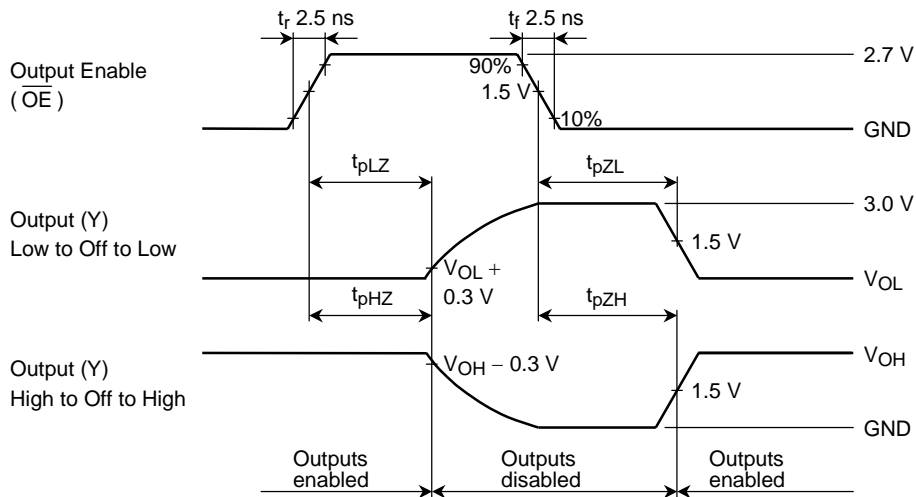 tr 2.5 ns
tf 2.5 ns
Output Enable
( OE )
90%
1.5 V
10%
2.7 V
GND
tpLZ
tpZL
Output (Y)
Low to Off to Low
3.0 V
1.5 V
VOL +
0.3 V
VOL
tpHZ
tpZH
Output (Y)
High to Off to High
VOH − 0.3 V
VOH
1.5 V
GND
Outputs
enabled
Outputs
disabled
Outputs
enabled